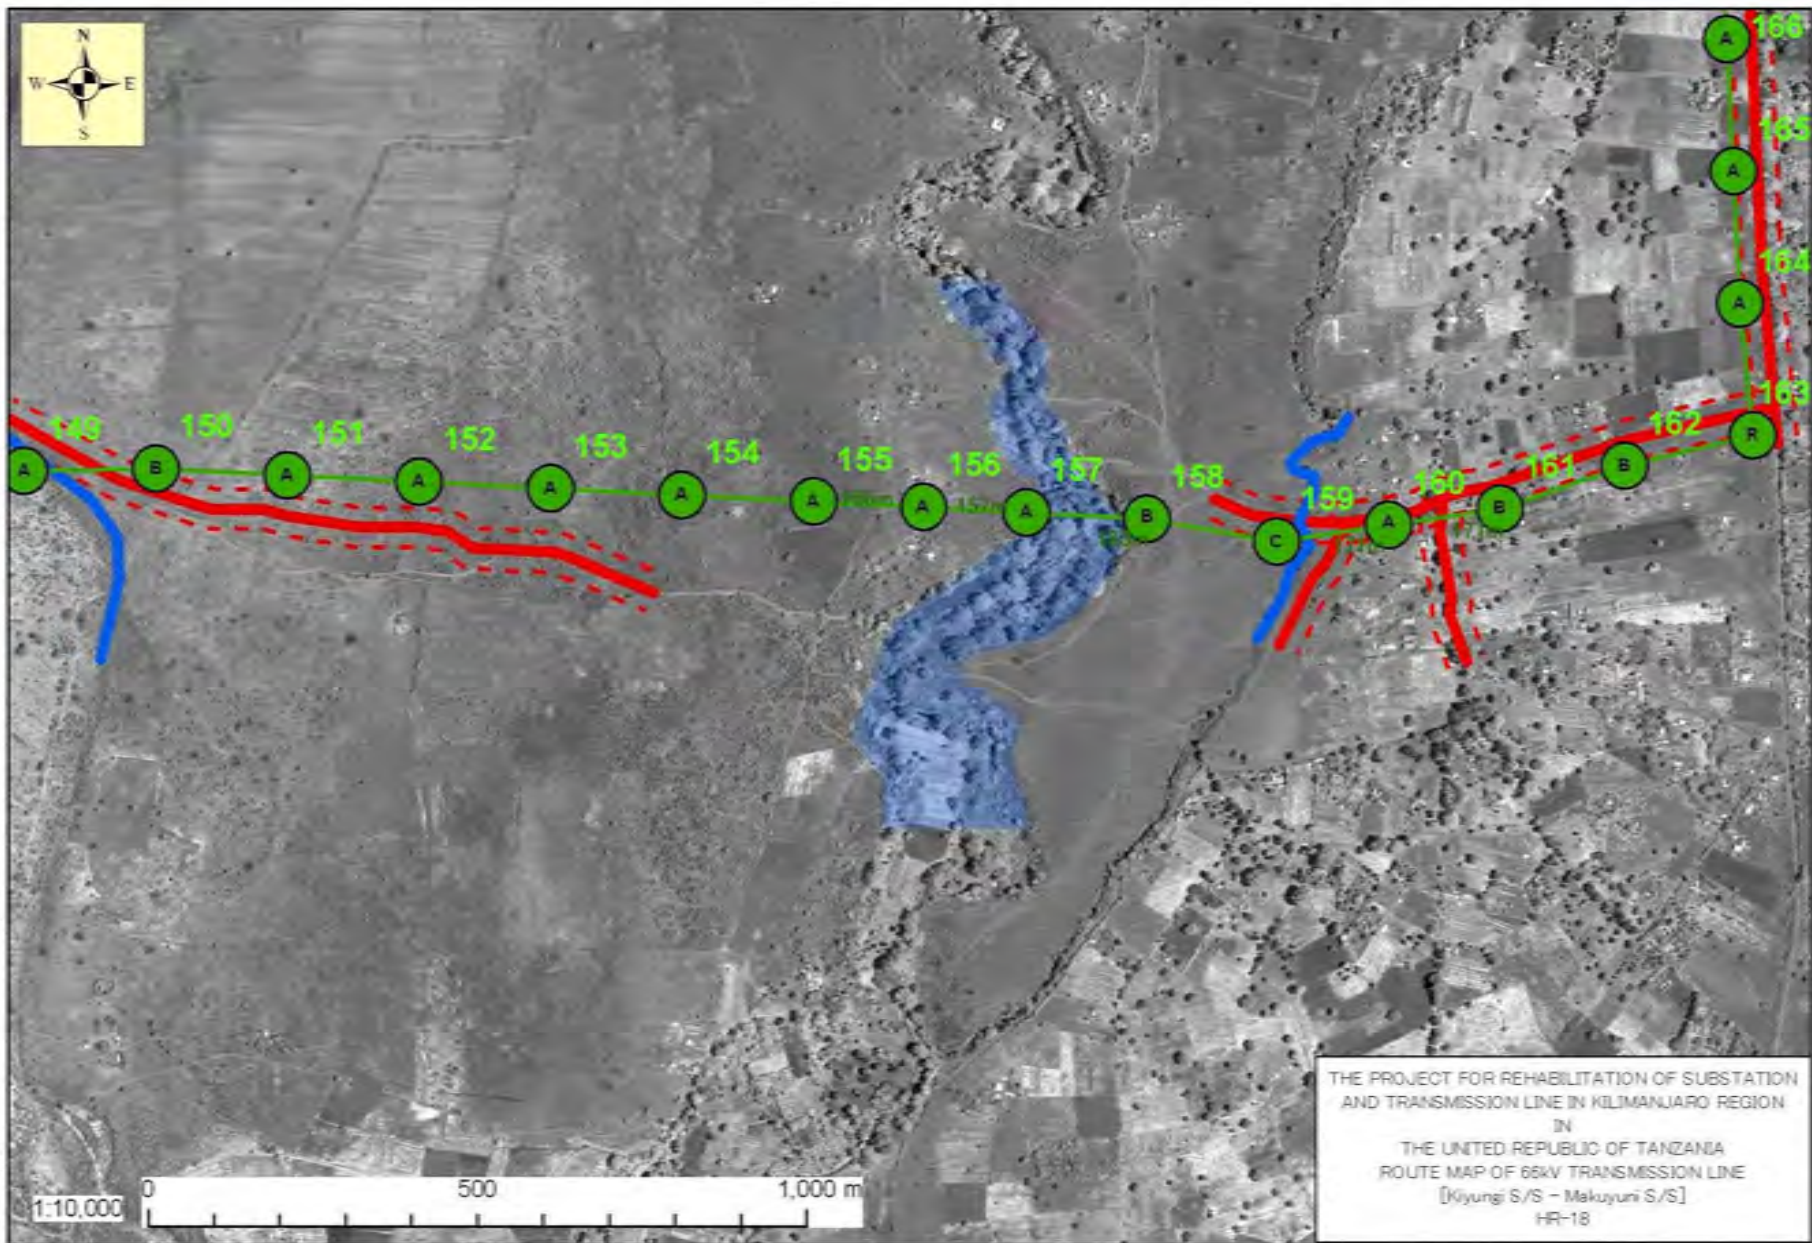 N
W E
S
166
A
165
A
164
A
163
R
149 150 151 152 153 154 155 156 157 158 159 160 161 162
A B A A A A A A A B C A B B
1:10,000
0 500 1,000 m
THE PROJECT FOR REHABILITATION OF SUBSTATION
AND TRANSMISSION LINE IN KILIMANJARO REGION
IN
THE UNITED REPUBLIC OF TANZANIA
ROUTE MAP OF 66kV TRANSMISSION LINE
[Kiyungi S/S - Makuyuni S/S]
HR-18